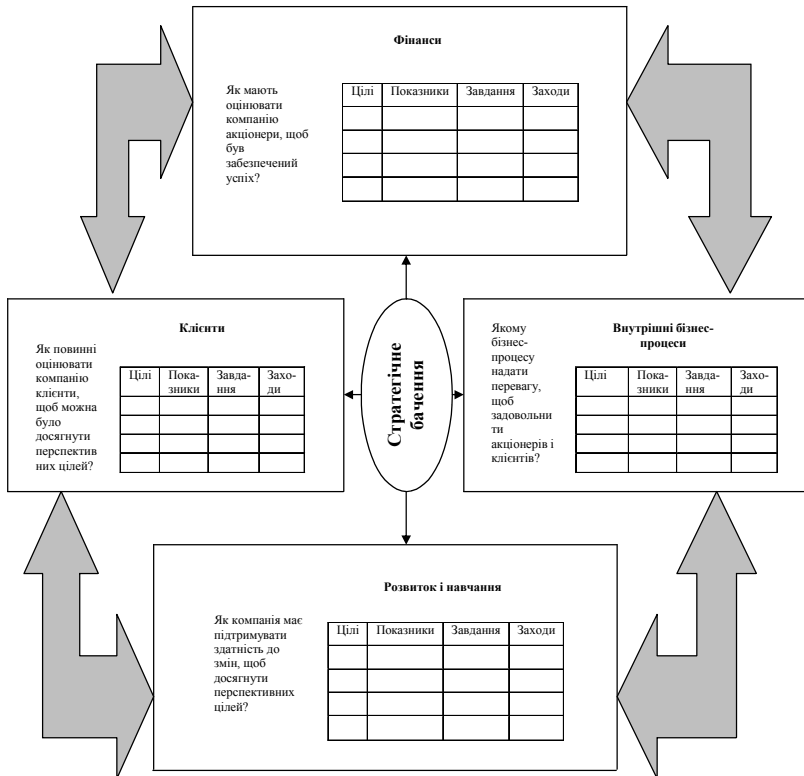 Фінанси
Як мають
оцінювати
компанію
акціонери, щоб
був
забезпечений
успіх?
Цілі Показники Завдання Заходи
Клієнти
Як повинні
оцінювати
компанію
клієнти,
щоб можна
було
досягнути
перспектив
них цілей?
Цілі Пока- Завда- Захо-
зники ння ди
Стратегічне
бачення
Якому
бізнес-
процесу
надати
перевагу,
щоб
задовольни
ти
акціонерів і
клієнтів?
Внутрішні бізнес-
процеси
Цілі Пока- Завда- Захо-
зники ння ди
Розвиток і навчання
Як компанія має
підтримувати
здатність до
змін, щоб
досягнути
перспективних
цілей?
Цілі Показники Завдання Заходи